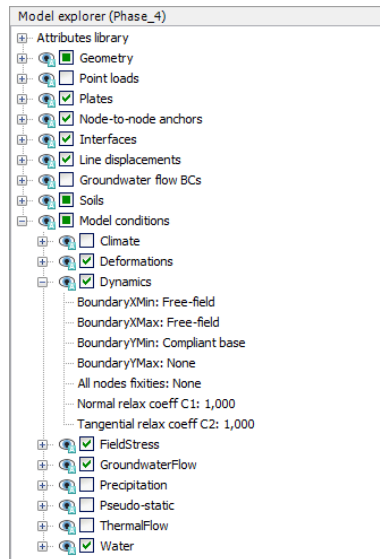 Model explorer (Phase_4)
Attributes library
Geometry
Point loads
Plates
Node-to-node anchors
Interfaces
Line displacements
Groundwater flow BCs
Soils
Model conditions
Climate
Deformations
Dynamics
BoundaryXMin: Free-field
BoundaryXMax: Free-field
BoundaryYMin: Compliant base
BoundaryYMax: None
All nodes fixities: None
Normal relax coeff C1: 1,000
Tangential relax coeff C2: 1,000
FieldStress
GroundwaterFlow
Precipitation
Pseudo-static
ThermalFlow
Water